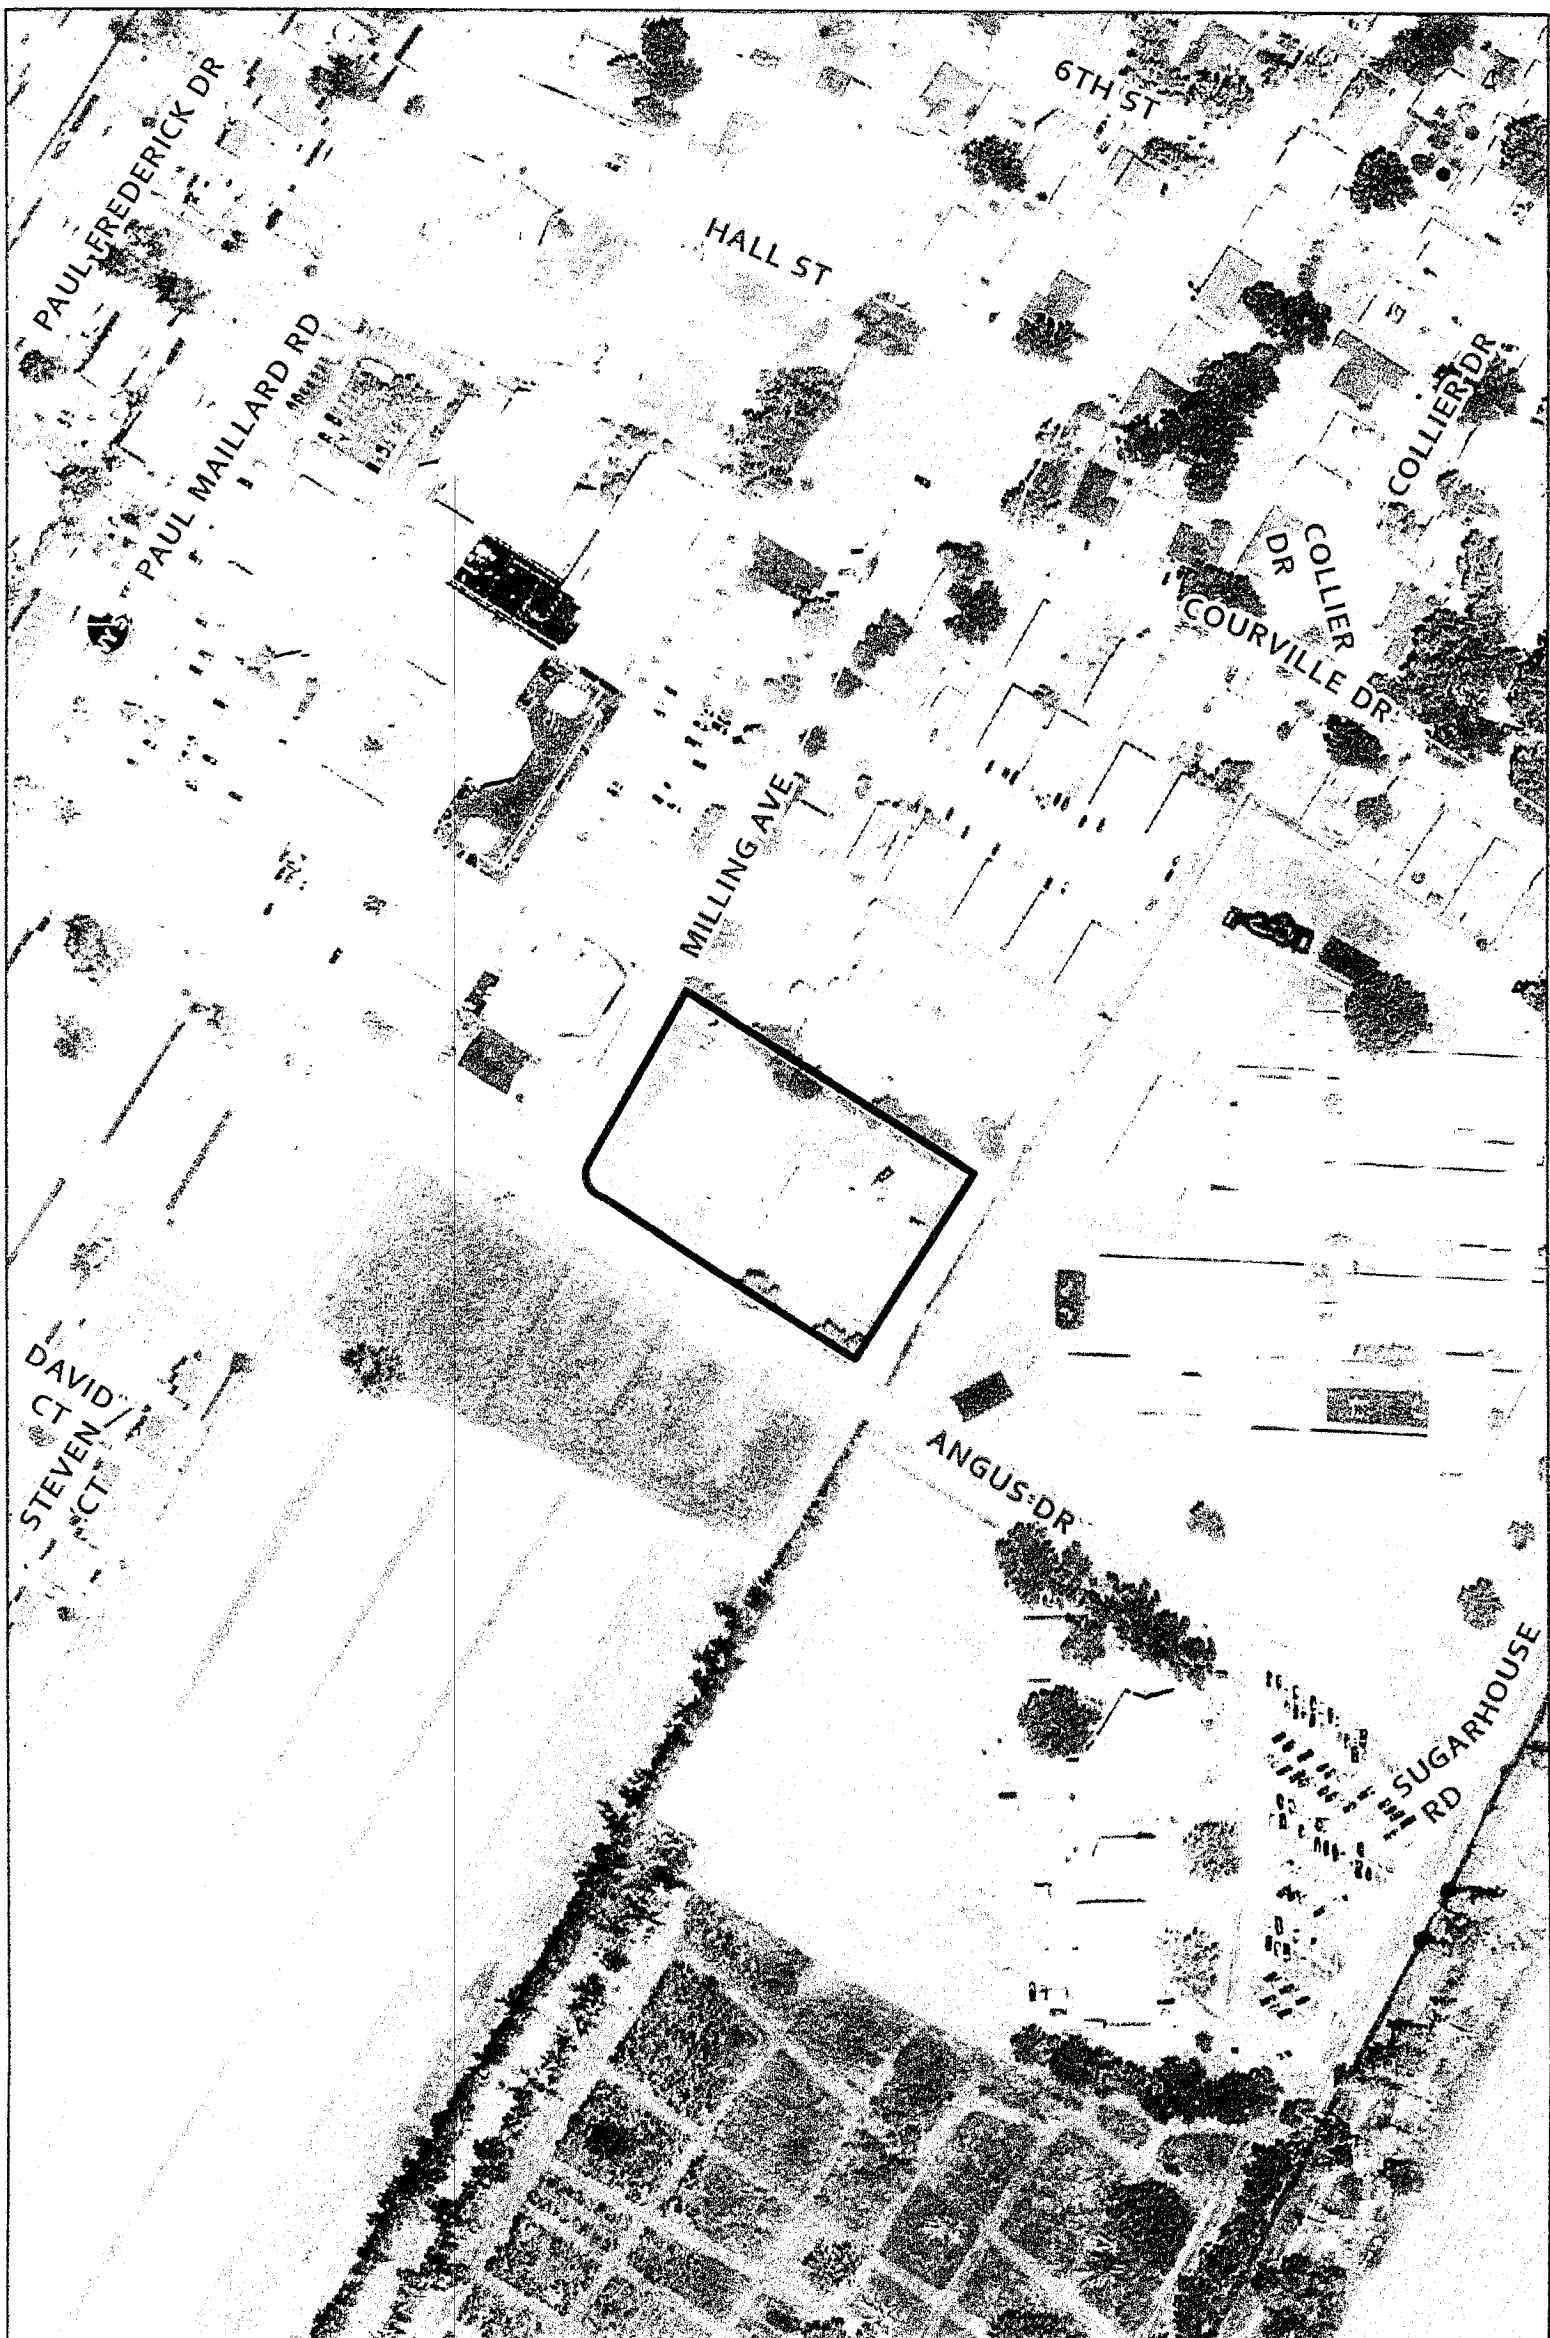 6TH ST
PAUL FREDERICK DR
HALL ST
PAUL MAILLARD RD
COLLIER DR
COLLIER
DR
COURVILLE DR
MILLING AVE
DAVID
CT
STEVEN
CT
ANGUS DR
SUGARHOUSE
RD